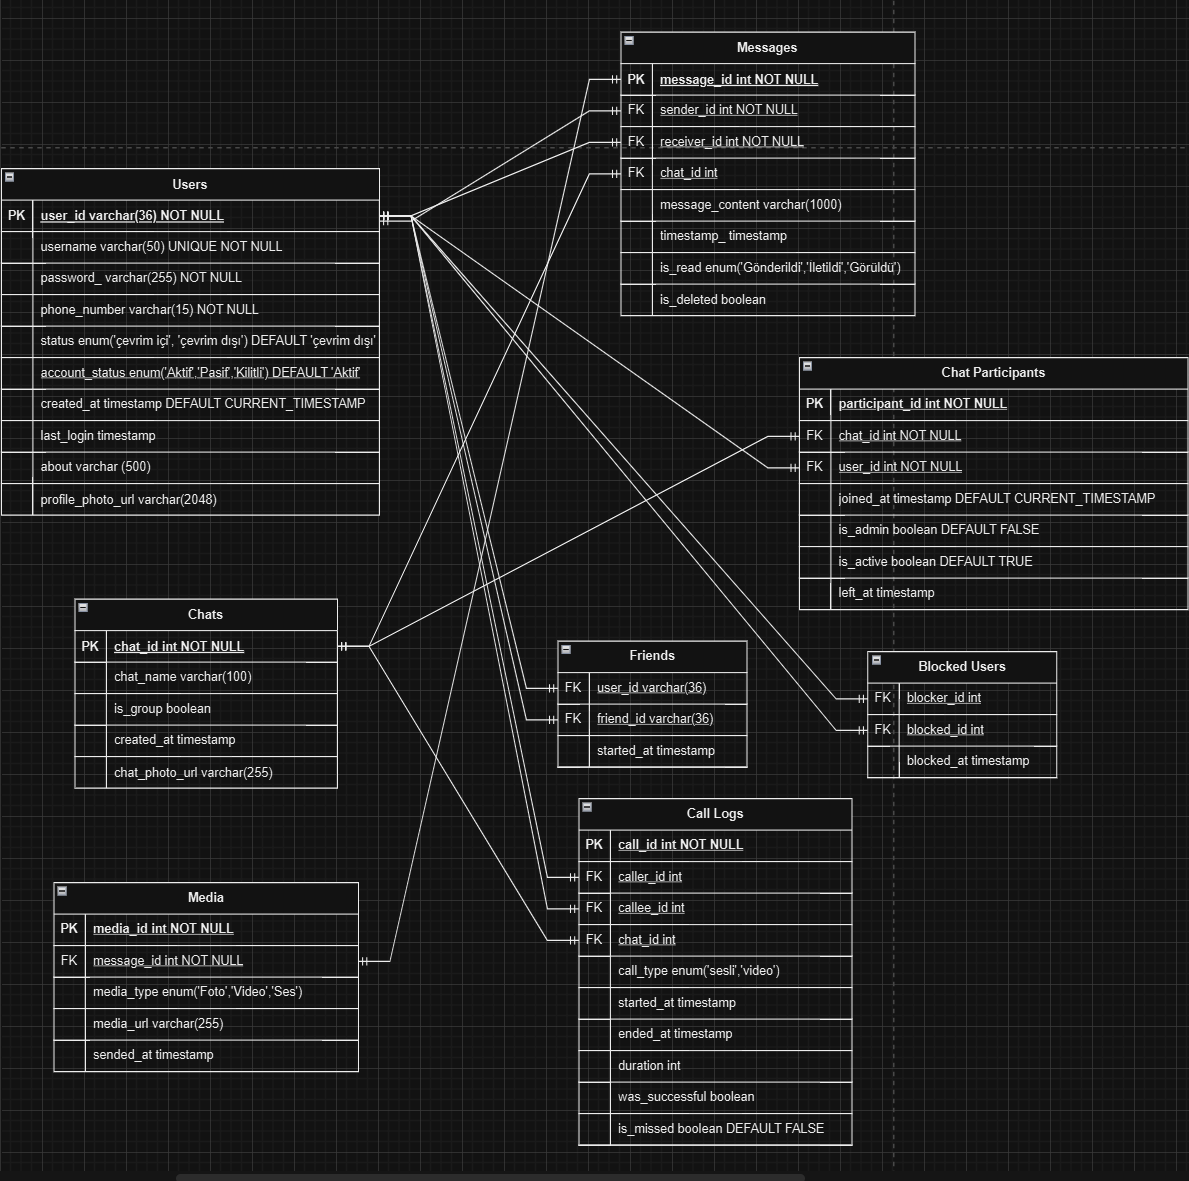 Messages
PK message_id int NOT NULL
FK sender_id int NOT NULL
FK receiver_id int NOT NULL
FK chat_id int
message_content varchar(1000)
timestamp_ timestamp
is_read enum('Gönderildi','İletildi','Görüldü')
is_deleted boolean
Users
PK user_id varchar(36) NOT NULL
username varchar(50) UNIQUE NOT NULL
password_ varchar(255) NOT NULL
phone_number varchar(15) NOT NULL
status enum('çevrim içi', 'çevrim dışı') DEFAULT 'çevrim dışı'
account_status enum('Aktif','Pasif','Kilitli') DEFAULT 'Aktif'
created_at timestamp DEFAULT CURRENT_TIMESTAMP
last_login timestamp
about varchar (500)
profile_photo_url varchar(2048)
Chat Participants
PK participant_id int NOT NULL
FK chat_id int NOT NULL
FK user_id int NOT NULL
joined_at timestamp DEFAULT CURRENT_TIMESTAMP
is_admin boolean DEFAULT FALSE
is_active boolean DEFAULT TRUE
left_at timestamp
Chats
PK chat_id int NOT NULL
chat_name varchar(100)
is_group boolean
created_at timestamp
chat_photo_url varchar(255)
Friends
FK user_id varchar(36)
FK friend_id varchar(36)
started_at timestamp
Blocked Users
FK blocker_id int
FK blocked_id int
blocked_at timestamp
Call Logs
PK call_id int NOT NULL
FK caller_id int
FK callee_id int
FK chat_id int
call_type enum('sesli','video')
started_at timestamp
ended_at timestamp
duration int
was_successful boolean
is_missed boolean DEFAULT FALSE
Media
PK media_id int NOT NULL
FK message_id int NOT NULL
media_type enum('Foto','Video','Ses')
media_url varchar(255)
sended_at timestamp